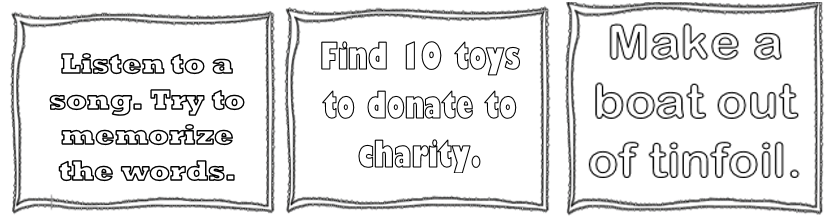 Listen to a
song. Try to
memorize
the words.
Find 10 toys
to donate to
charity.
Make a
boat out
of tinfoil.